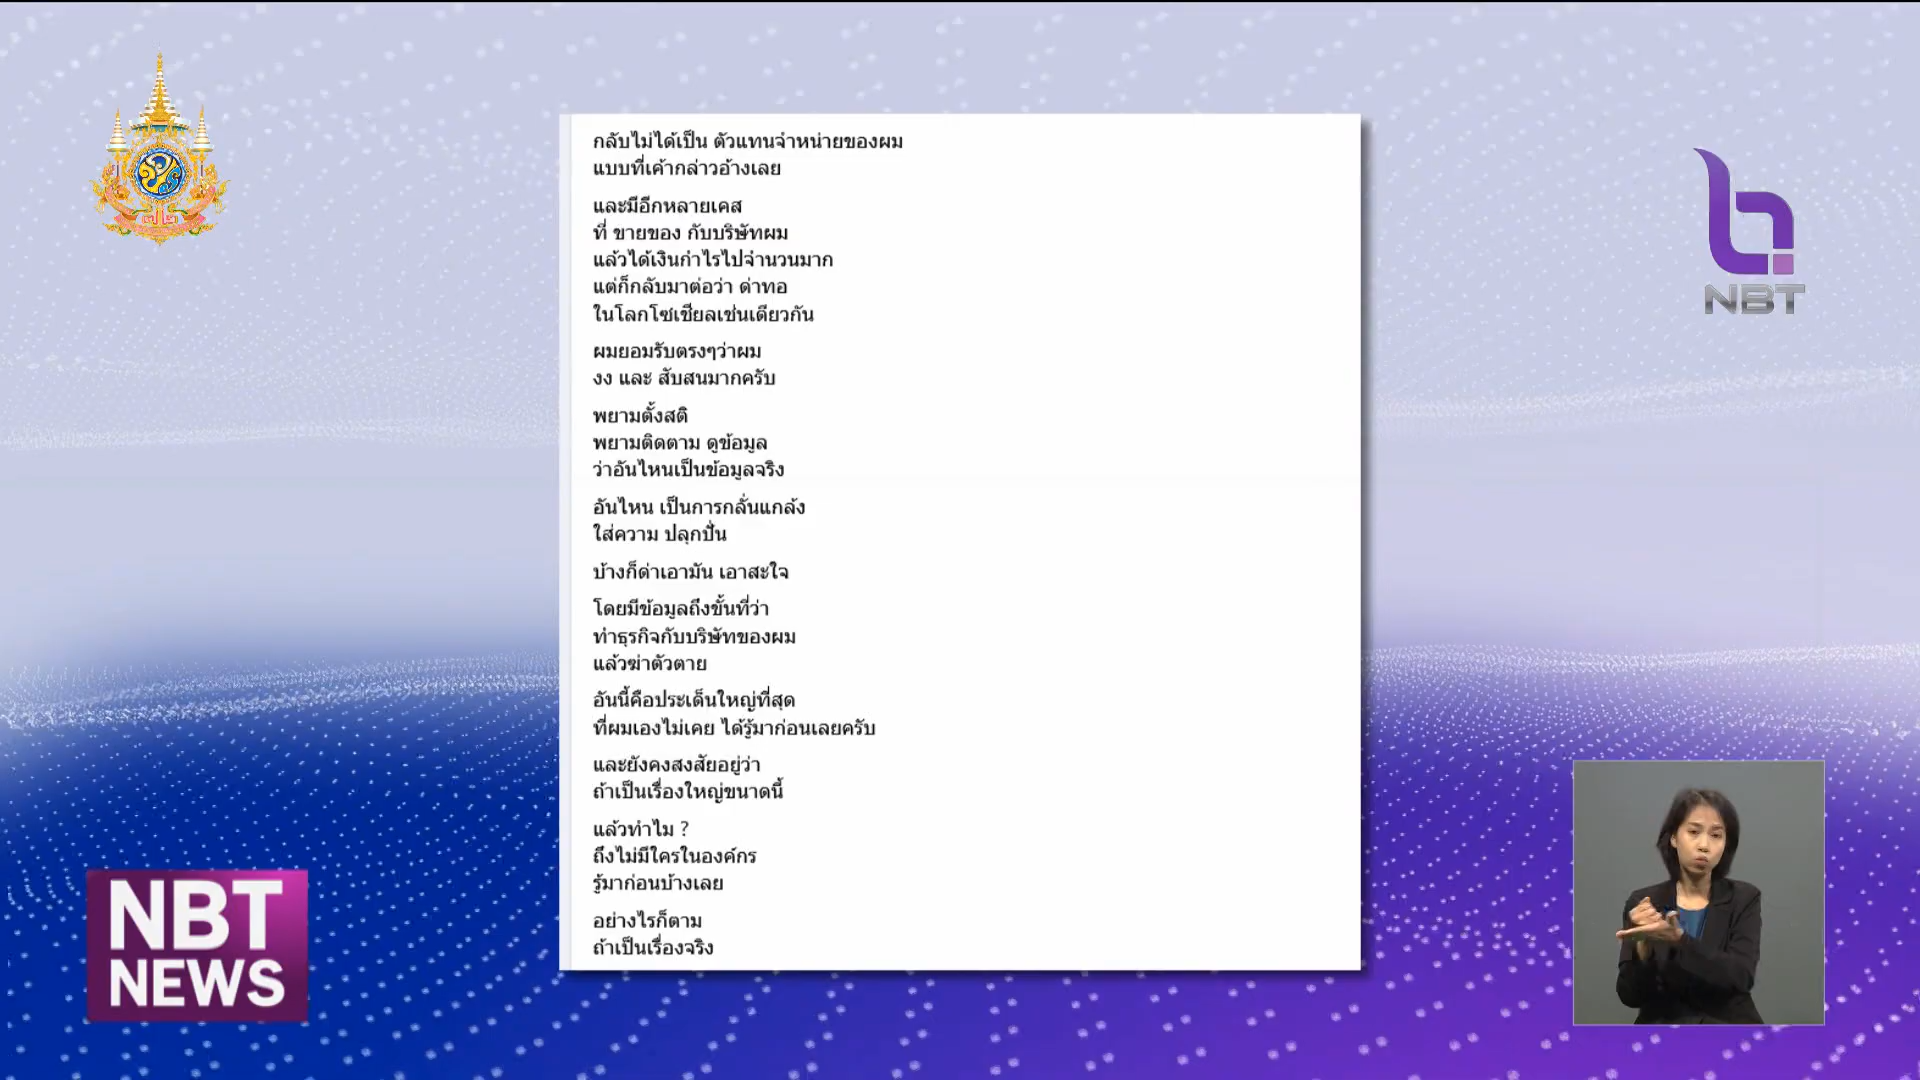 กลับไม่ได้เป็น ตัวแทนจำหน่ายของผม
แบบที่เค้ากล่าวอ้างเลย
และมีอีกหลายเคส
ที่ ขายของ กับบริษัทผม
แล้วได้เงินกำไรไปจำนวนมาก
แต่ก็กลับมาต่อว่า ด่าทอ
ในโลกโซเชียลเช่นเดียวกัน
ผมยอมรับตรงๆว่าผม
งง และ สับสนมากครับ
พยามตั้งสติ
พยามติดตาม ดูข้อมูล
ว่าอันไหนเป็นข้อมูลจริง
อันไหน เป็นการกลั่นแกล้ง
ใส่ความ ปลุกปั่น
บ้างก็ด่าเอามัน เอาสะใจ
โดยมีข้อมูลถึงขั้นที่ว่า
ทำธุรกิจกับบริษัทของผม
แล้วฆ่าตัวตาย
อันนี้คือประเด็นใหญ่ที่สุด
ที่ผมเองไม่เคย ได้รู้มาก่อนเลยครับ
และยังคงสงสัยอยู่ว่า
ถ้าเป็นเรื่องใหญ่ขนาดนี้
แล้วทำไม ?
ถึงไม่มีใครในองค์กร
รู้มาก่อนบ้างเลย
อย่างไรก็ตาม
ถ้าเป็นเรื่องจริง
๗๒
NBT
NBT
NEWS